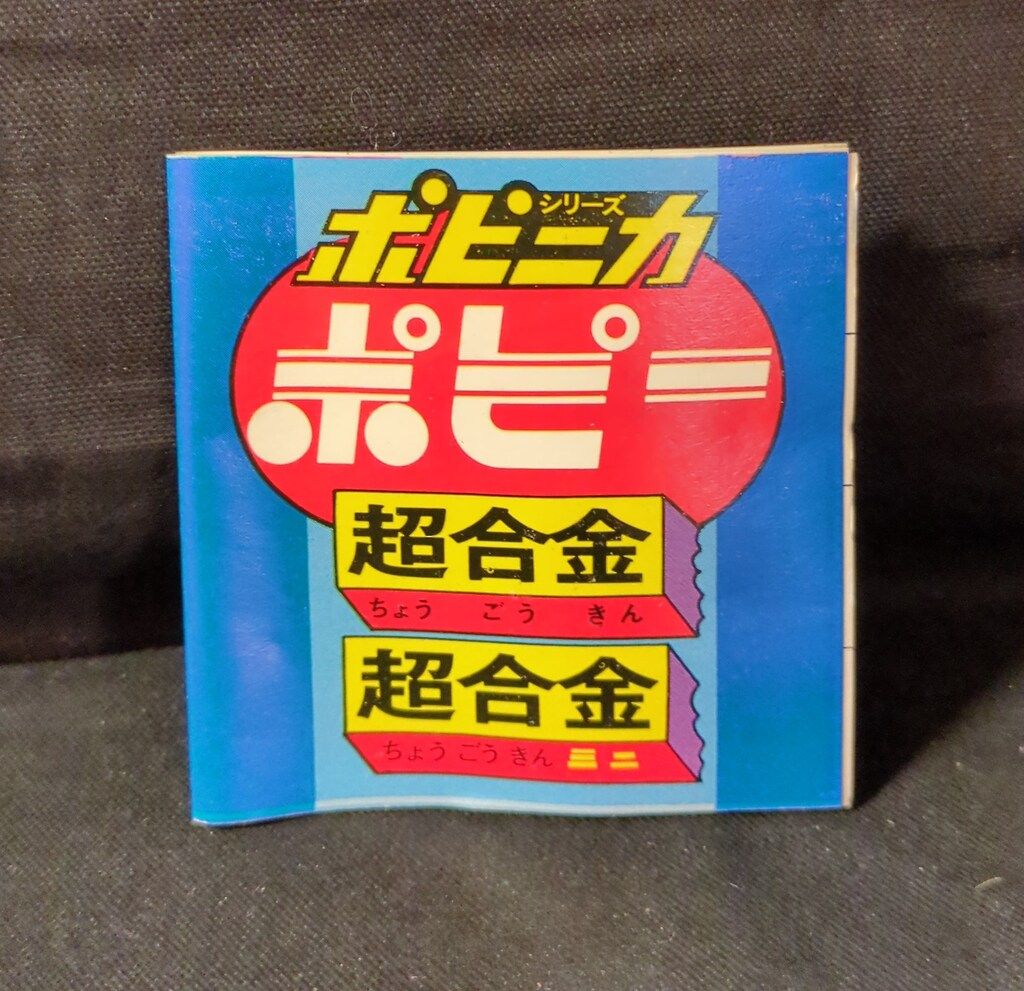 ポピニカ シリーズ
ポピー
超合金
ちょう ごう きん
超合金
ちょう ごう きん ミニ